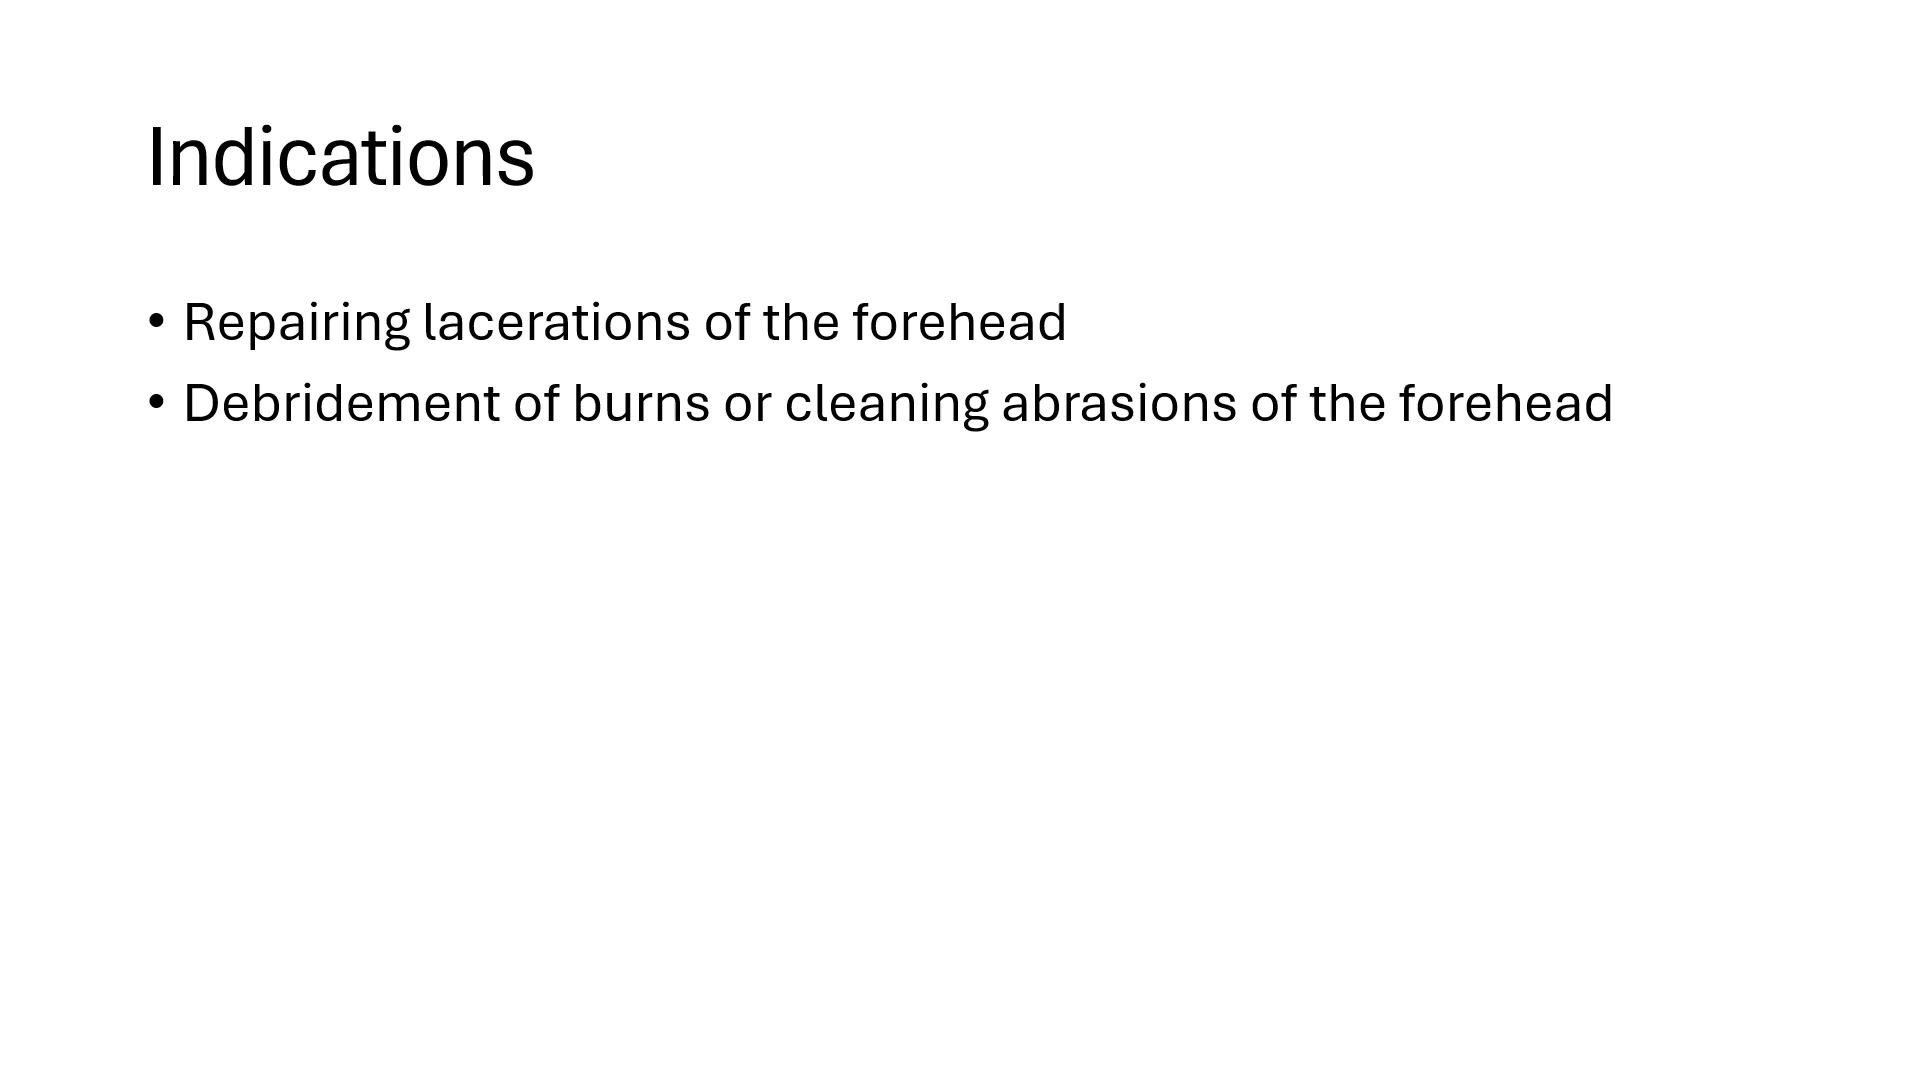 Indications
• Repairing lacerations of the forehead
• Debridement of burns or cleaning abrasions of the forehead